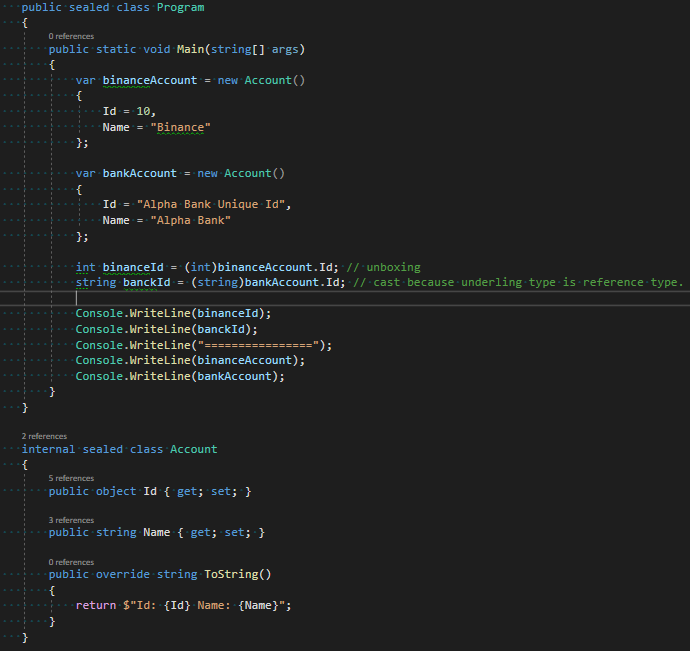 public sealed class Program
{
0 references
public static void Main(string[] args)
{
var binanceAccount = new Account()
{
Id = 10,
Name = "Binance"
};
var bankAccount = new Account()
{
Id = "Alpha Bank Unique Id",
Name = "Alpha Bank"
};
int binanceId = (int)binanceAccount.Id; // unboxing
string banckId = (string)bankAccount.Id; // cast because underling type is reference type.
Console.WriteLine(binanceId);
Console.WriteLine(banckId);
Console.WriteLine("================");
Console.WriteLine(binanceAccount);
Console.WriteLine(bankAccount);
}
}
2 references
internal sealed class Account
{
5 references
public object Id { get; set; }
3 references
public string Name { get; set; }
0 references
public override string ToString()
{
return $"Id: {Id} Name: {Name}";
}
}